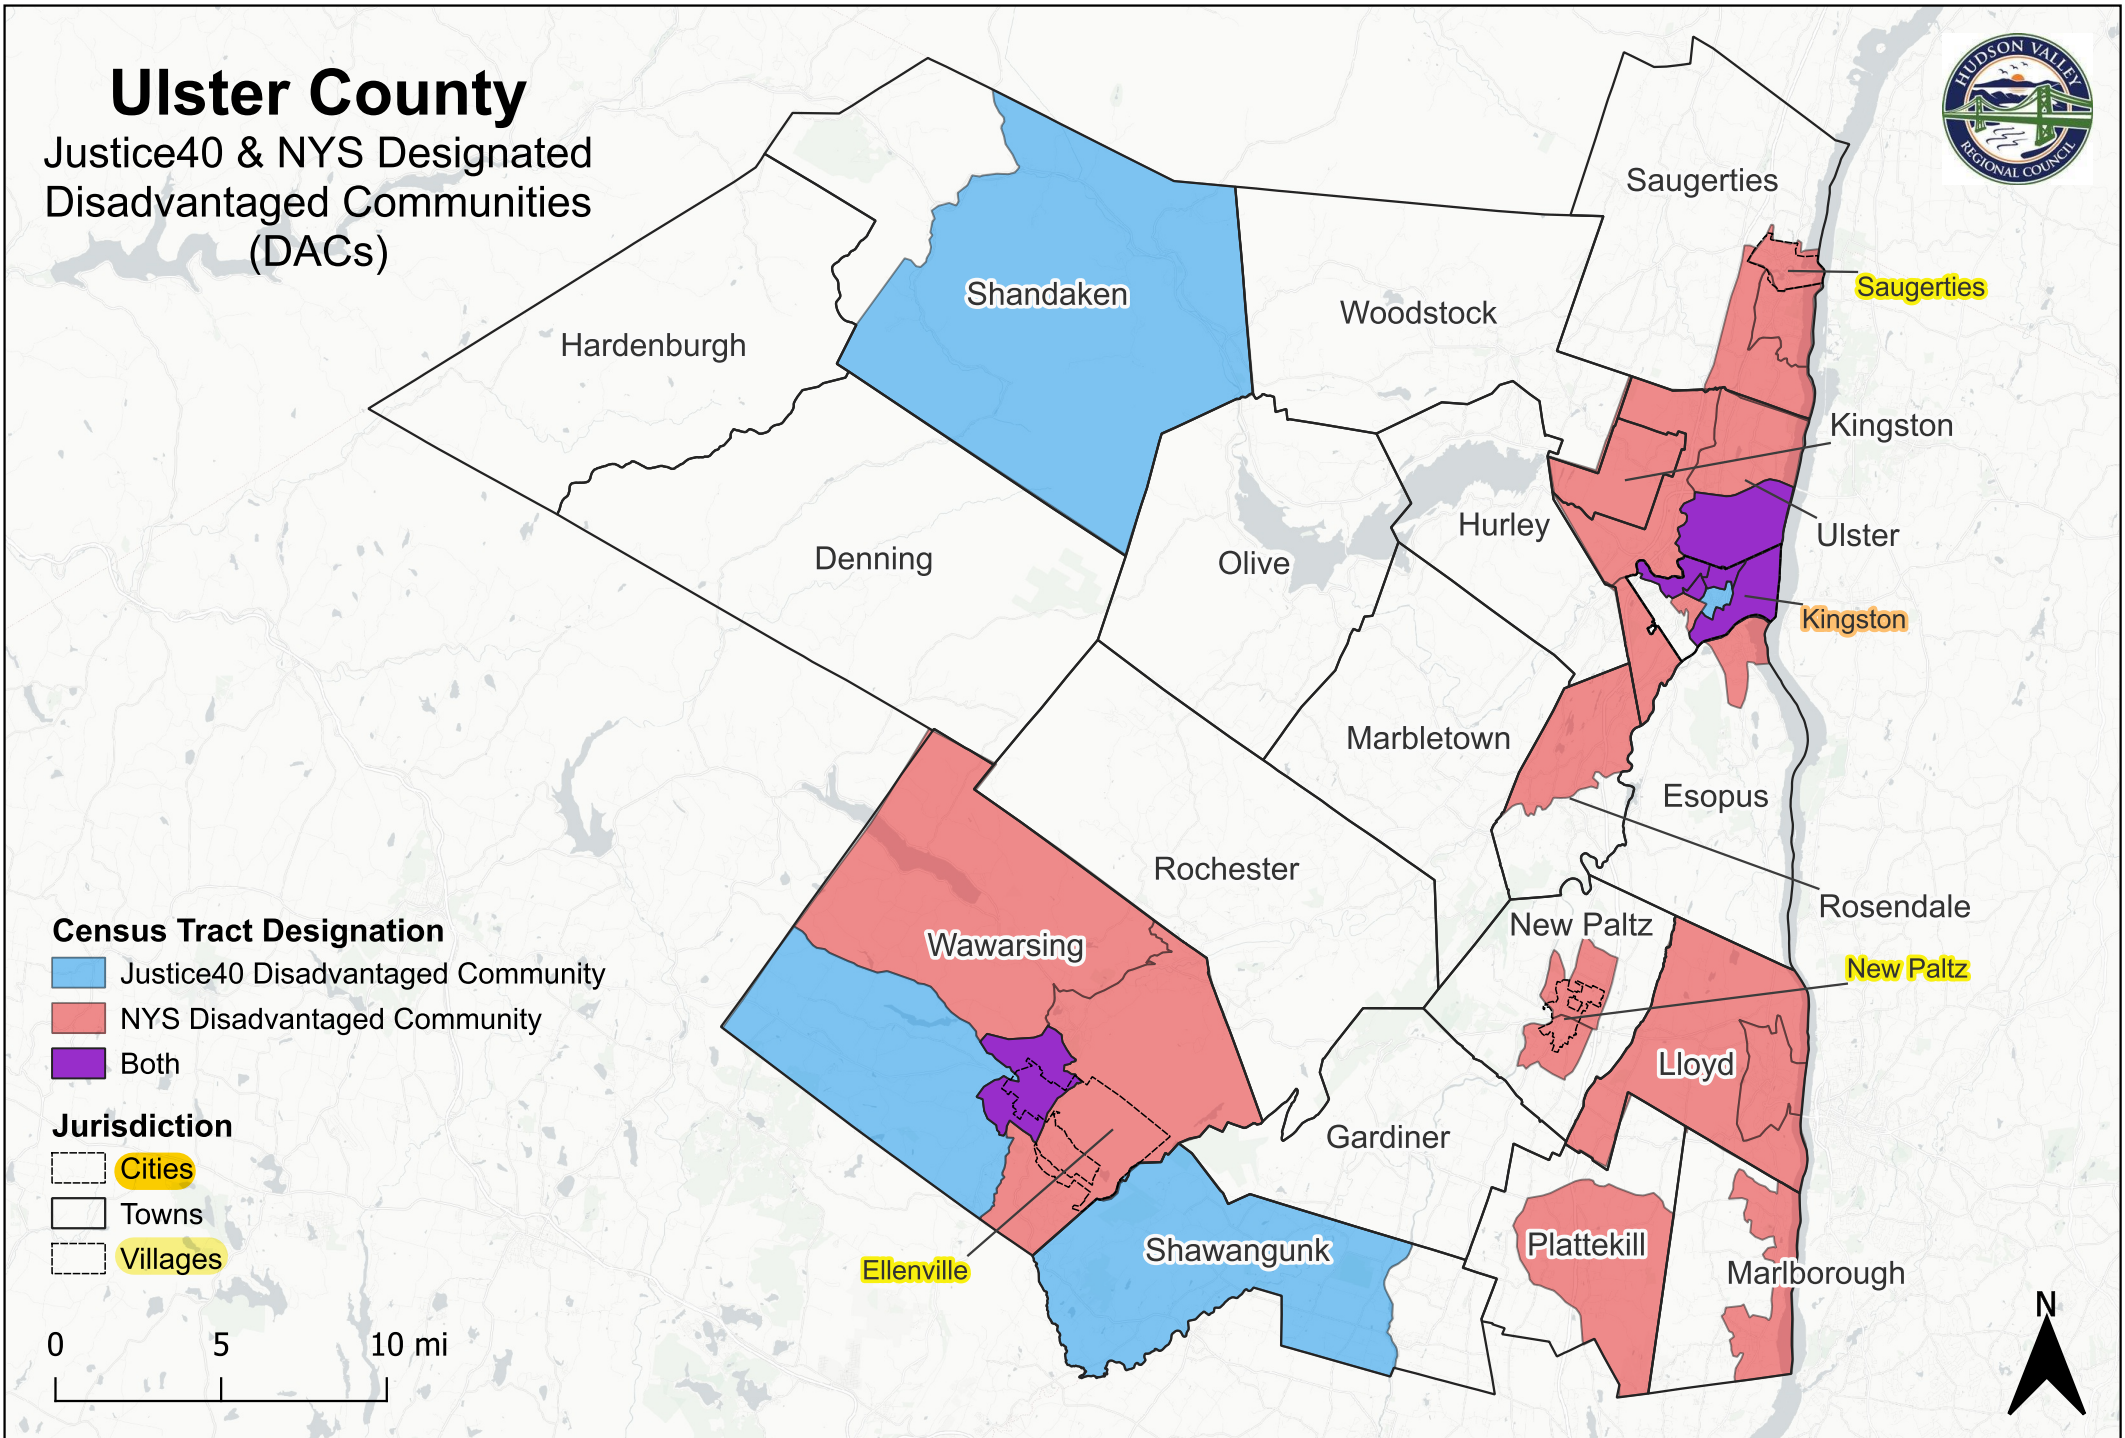 Ulster County
Justice40 & NYS Designated
Disadvantaged Communities
(DACs)
HUDSON VALLEY
REGIONAL COUNCIL
Saugerties
Saugerties
Shandaken
Woodstock
Hardenburgh
Kingston
Hurley
Ulster
Denning
Olive
Kingston
Marbletown
Esopus
Rochester
Rosendale
New Paltz
Wawarsing
New Paltz
Lloyd
Gardiner
Shawangunk
Plattekill
Ellenville
Marlborough
Census Tract Designation
Justice40 Disadvantaged Community
NYS Disadvantaged Community
Both
Jurisdiction
Cities
Towns
Villages
0 5 10 mi
N